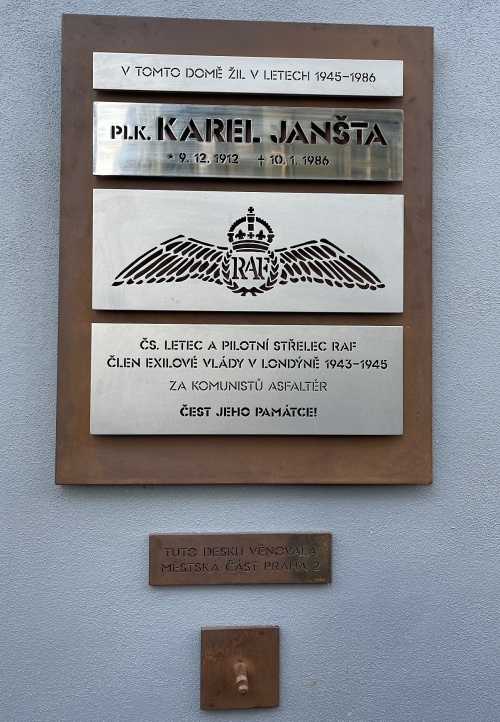 V TOMTO DOMĚ ŽIL V LETECH 1945–1986
PLK. KAREL JANŠTA
* 9. 12. 1912 † 10. 1. 1986
RAF
ČS. LETEC A PILOTNÍ STŘELEC RAF
ČLEN EXILOVÉ VLÁDY V LONDÝNĚ 1943–1945
ZA KOMUNISTŮ ASFALTÉR
ČEST JEHO PAMÁTCE!
TUTO DESKU VĚNOVALA
MĚSTSKÁ ČÁST PRAHA 2